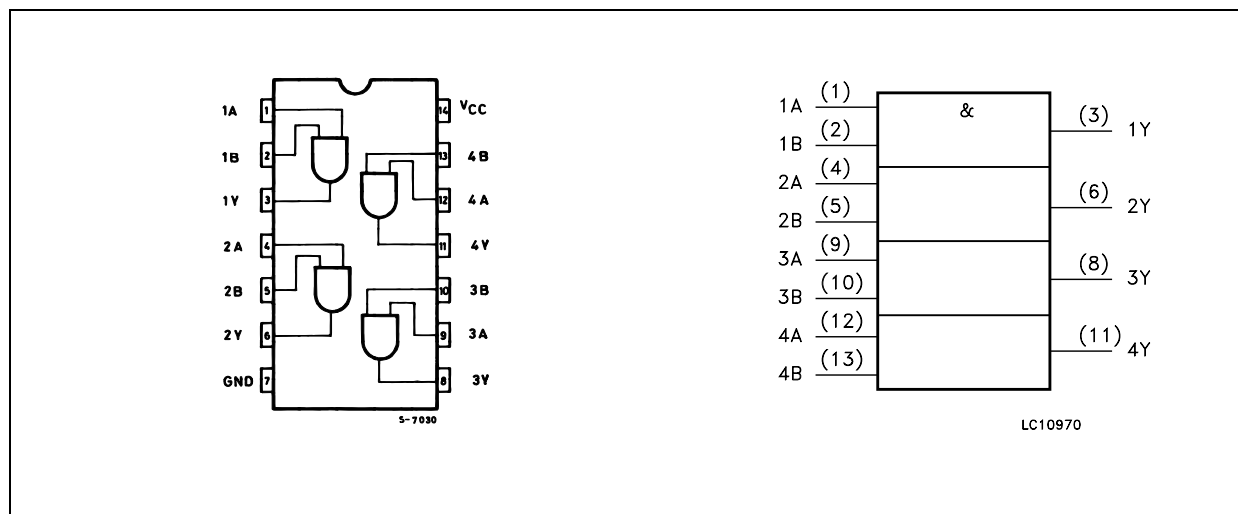 1A 1 14 VCC
1B 2 13 4B
1Y 3 12 4A
2A 4 11 4Y
2B 5 10 3B
2Y 6 9 3A
GND 7 8 3Y
S-7030
1A (1) &
1B (2) (3) 1Y
2A (4)
2B (5) (6) 2Y
3A (9)
3B (10) (8) 3Y
4A (12)
4B (13) (11) 4Y
LC10970